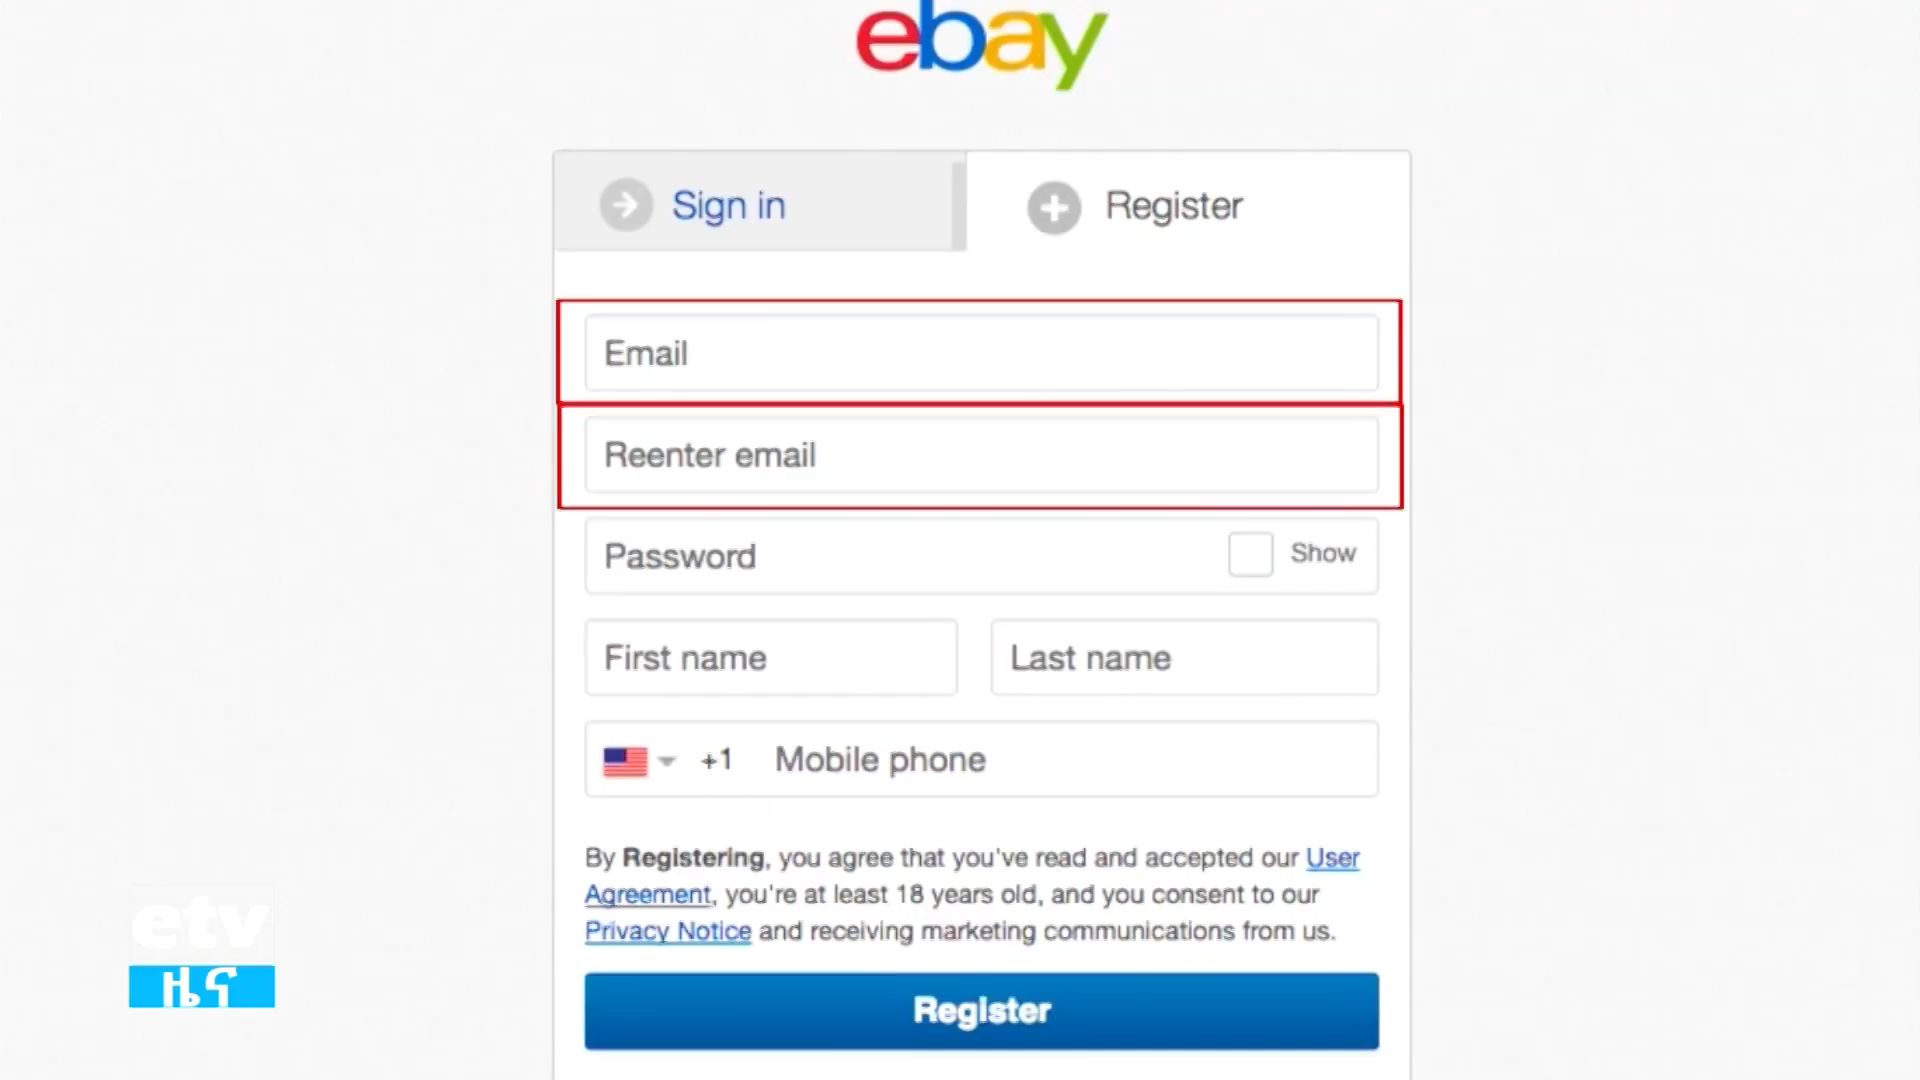 ebay
Sign in
Register
Email
Reenter email
Password
Show
First name
Last name
+1
Mobile phone
By Registering, you agree that you've read and accepted our User
Agreement, you're at least 18 years old, and you consent to our
Privacy Notice and receiving marketing communications from us.
Register
etv
ዜና